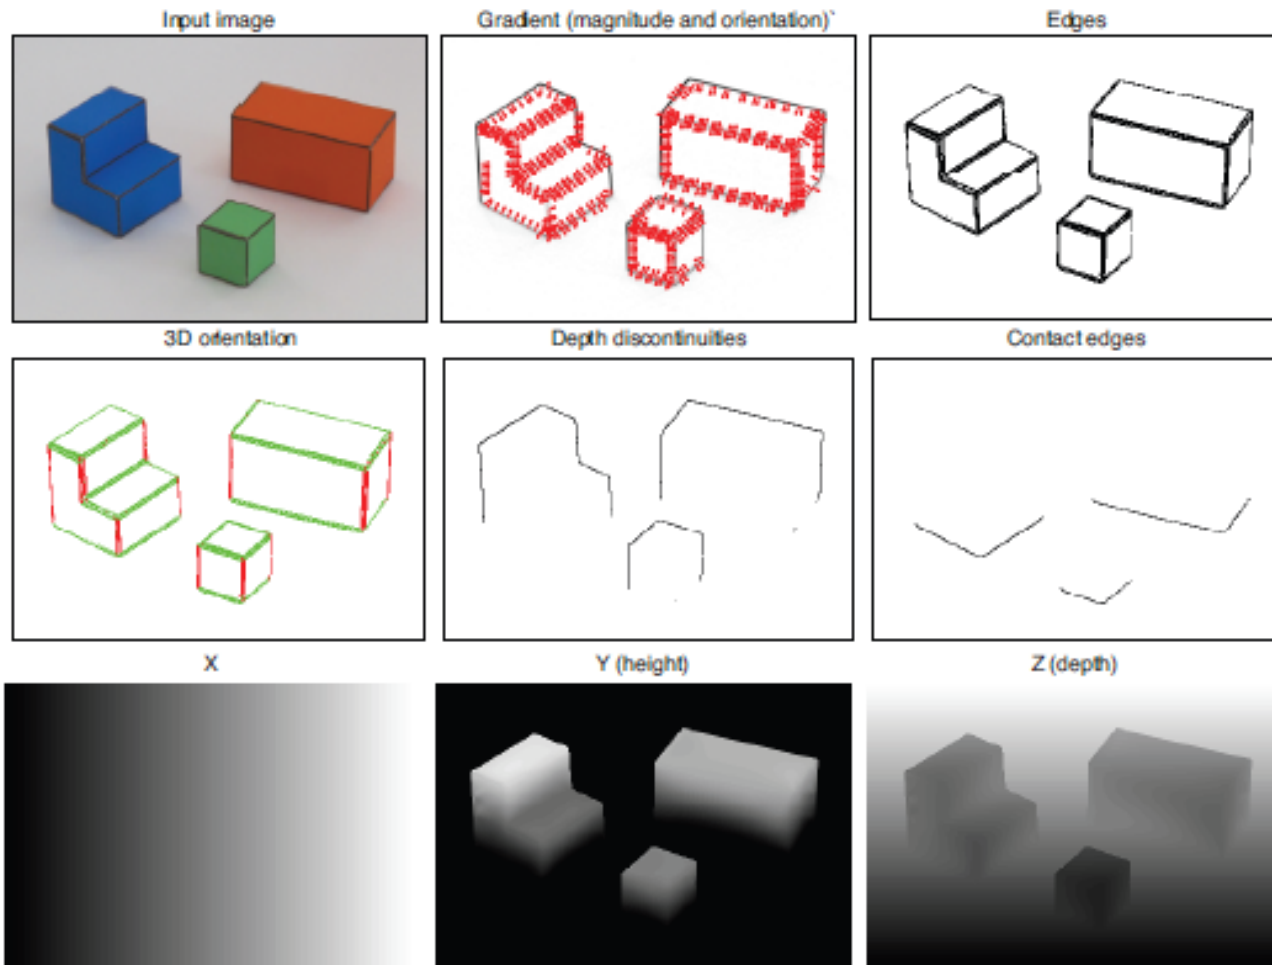 Input image
Gradient (magnitude and orientation)`
Edges
3D orientation
Depth discontinuities
Contact edges
X
Y (height)
Z (depth)